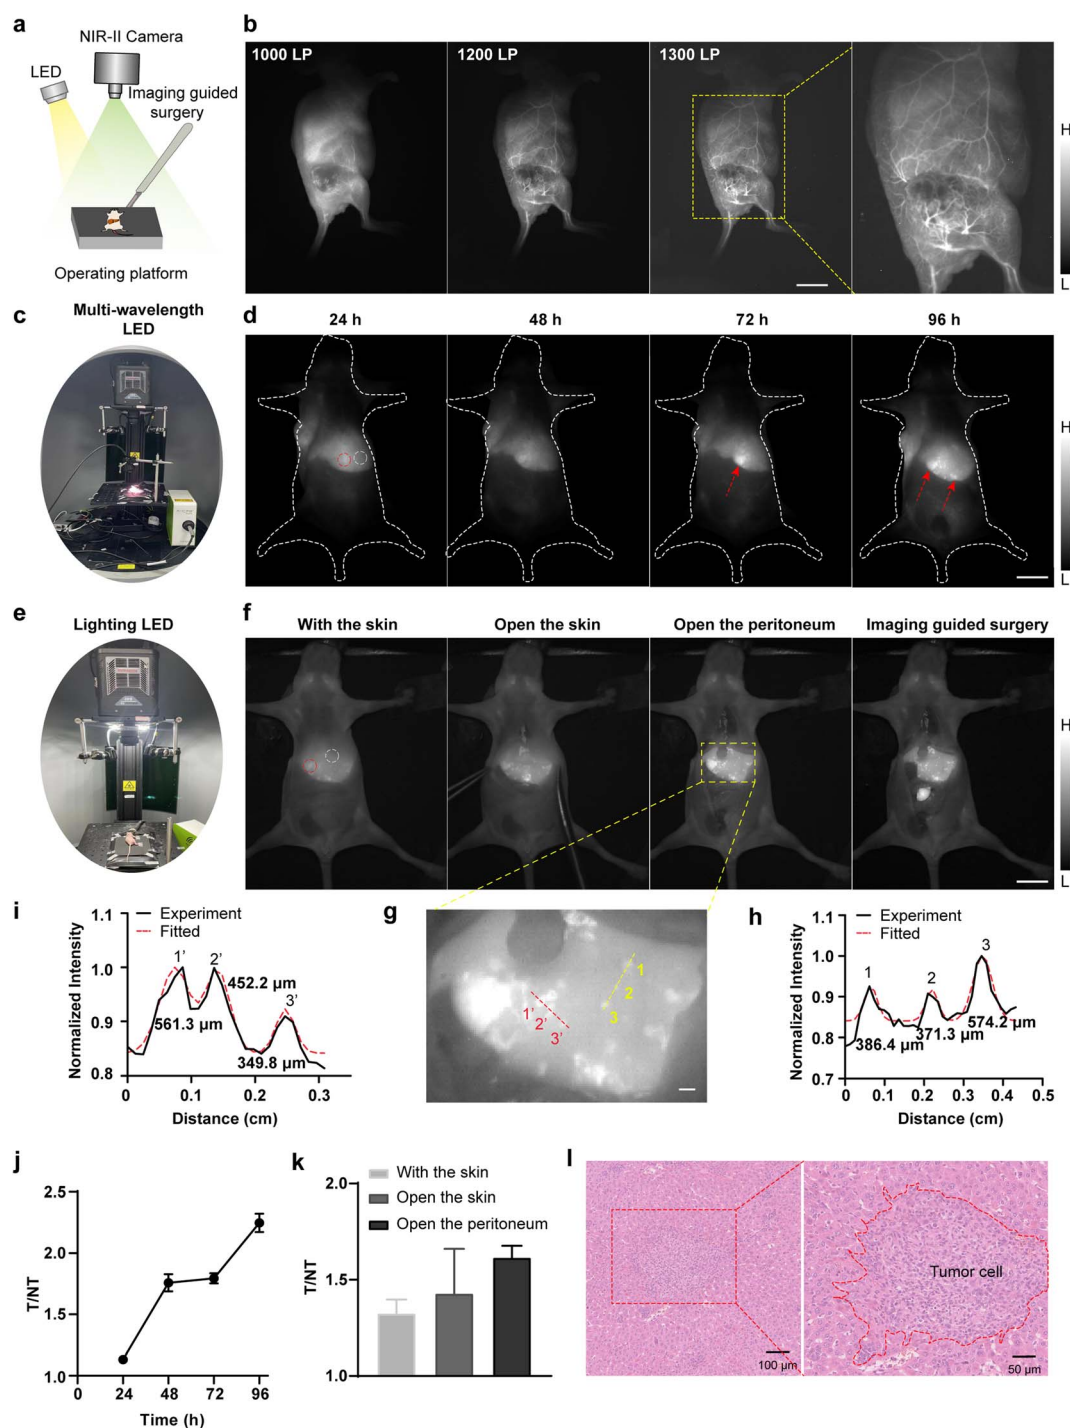 a
NIR-II Camera
LED
Imaging guided
surgery
Operating platform
b
1000 LP
1200 LP
1300 LP
H
L
c
Multi-wavelength
LED
d
24 h
48 h
72 h
96 h
H
L
e
Lighting LED
f
With the skin
Open the skin
Open the peritoneum
Imaging guided surgery
H
L
i
Experiment
Fitted
Normalized Intensity
1.1
1.0
0.9
0.8
1'
2'
3'
452.2 µm
561.3 µm
349.8 µm
0
0.1
0.2
0.3
Distance (cm)
g
1
2
3
1'
2'
3'
h
Experiment
Fitted
Normalized Intensity
1.1
1.0
0.9
0.8
0.7
1
2
3
386.4 µm
371.3 µm
574.2 µm
0
0.1
0.2
0.3
0.4
0.5
Distance (cm)
j
T/NT
2.5
2.0
1.5
1.0
0
24
48
72
96
Time (h)
k
With the skin
Open the skin
Open the peritoneum
T/NT
2.0
1.5
1.0
l
100 µm
Tumor cell
50 µm